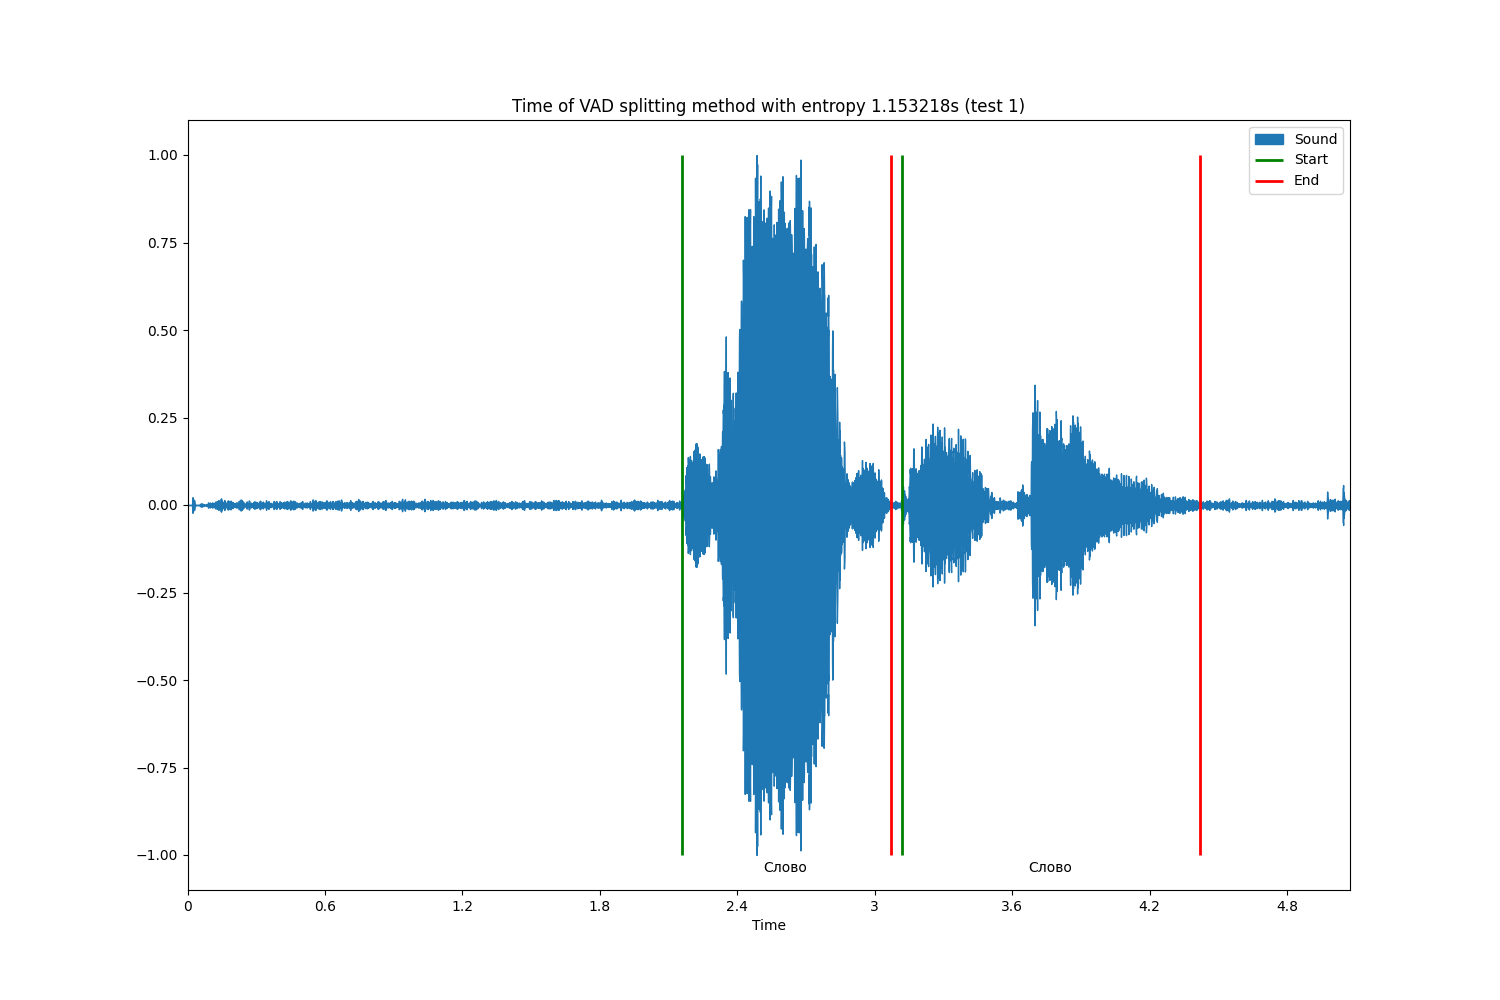 Time of VAD splitting method with entropy 1.153218s (test 1)
Sound
Start
End
1.00
0.75
0.50
0.25
0.00
−0.25
−0.50
−0.75
−1.00
Слово Слово
0 0.6 1.2 1.8 2.4 3 3.6 4.2 4.8
Time